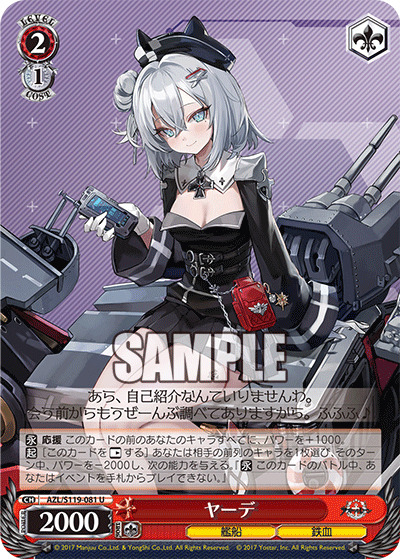 LEVEL
2
1
COST
SAMPLE
あら、自己紹介なんていりませんわ。
会う前からもうぜーんぶ調べてありますから。ふふふ♪
永 応援 このカードの前のあなたのキャラすべてに、パワーを+1000。
起 [このカードを する] あなたは相手の前列のキャラを1枚選び、そのターン中、パワーを−2000し、次の能力を与える。『永 このカードのバトル中、あなたはイベントを手札からプレイできない。』
CH AZL/S119-081 U
ヤーデ
2000
艦船
鉄血
© 2017 Manjuu Co.,Ltd. & YongShi Co.,Ltd. All Rights Reserved. © 2017 Yostar, Inc. All Rights Reserved.